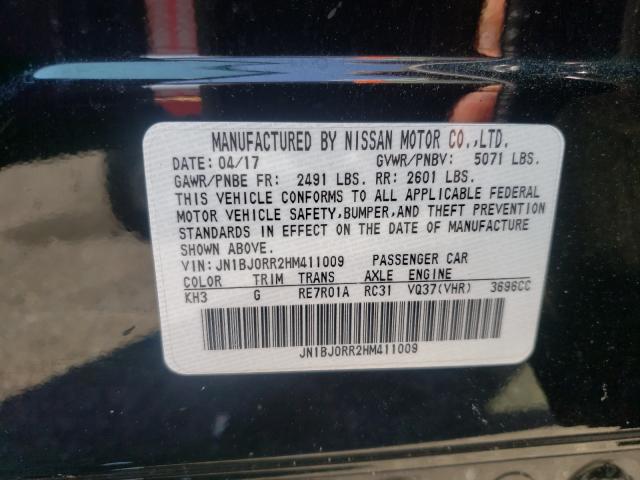 MANUFACTURED BY NISSAN MOTOR CO.,LTD.
DATE: 04/17 GVWR/PNBV: 5071 LBS.
GAWR/PNBE FR: 2491 LBS. RR: 2601 LBS.
THIS VEHICLE CONFORMS TO ALL APPLICABLE FEDERAL
MOTOR VEHICLE SAFETY,BUMPER,AND THEFT PREVENTION
STANDARDS IN EFFECT ON THE DATE OF MANUFACTURE
SHOWN ABOVE.
VIN:JN1BJ0RR2HM411009 PASSENGER CAR
COLOR TRIM TRANS AXLE ENGINE
KH3 G RE7R01A RC31 VQ37(VHR) 3696CC
JN1BJ0RR2HM411009